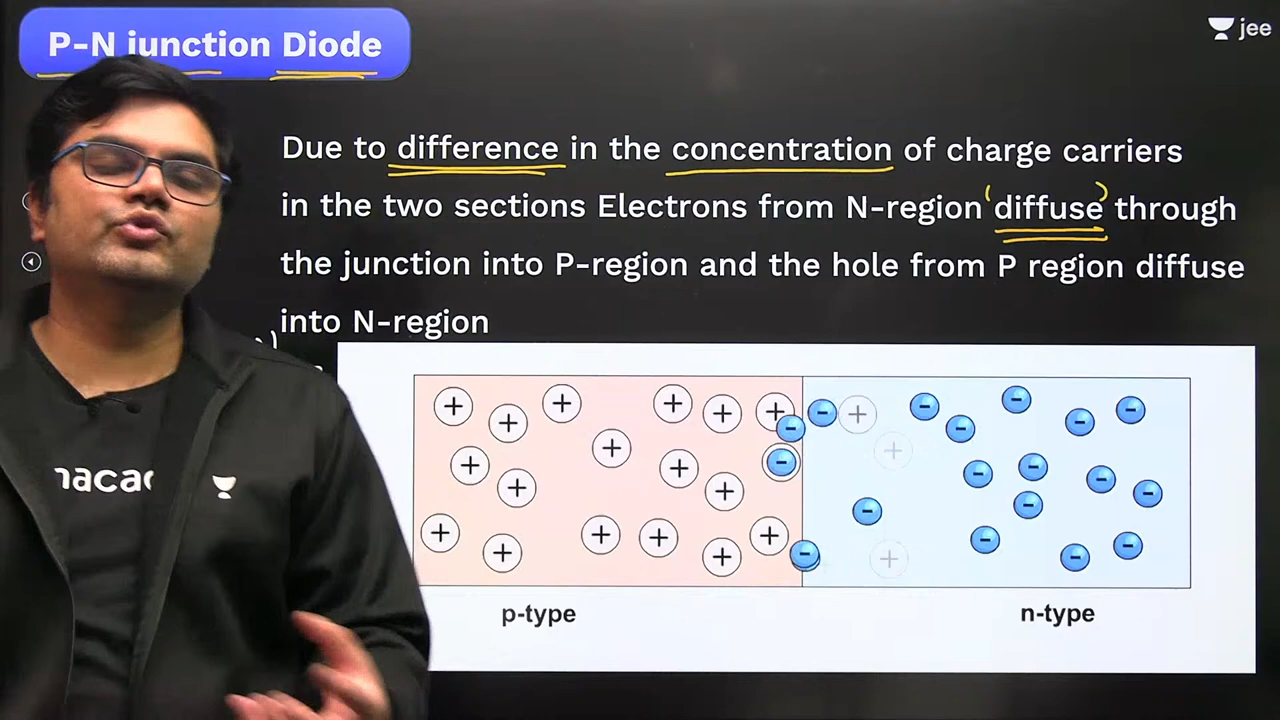 P-N junction Diode
jee
Due to difference in the concentration of charge carriers
in the two sections Electrons from N-region (diffuse) through
the junction into P-region and the hole from P region diffuse
into N-region
nacad
p-type
n-type